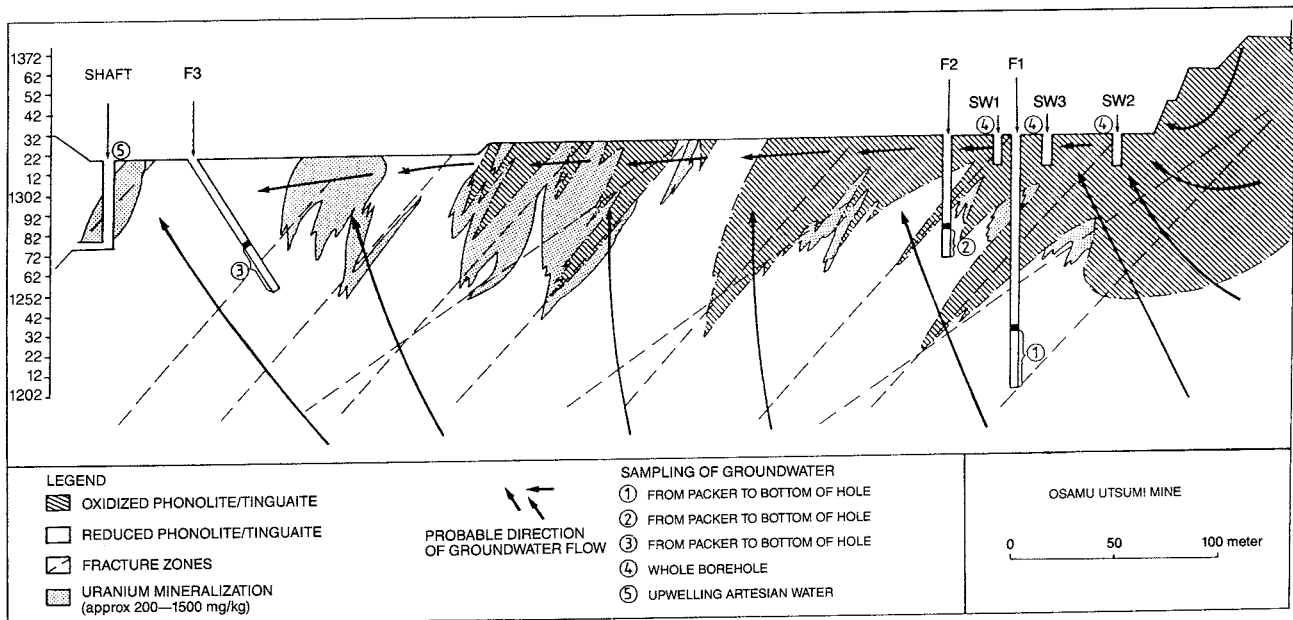 1372
62
52
42
32
22
12
1302
92
82
72
62
1252
42
32
22
12
1202
SHAFT
F3
F2
F1
SW1
SW3
SW2
5
4
4
4
3
2
1
LEGEND
OXIDIZED PHONOLITE/TINGUAITE
REDUCED PHONOLITE/TINGUAITE
FRACTURE ZONES
URANIUM MINERALIZATION
(approx 200—1500 mg/kg)
PROBABLE DIRECTION
OF GROUNDWATER FLOW
SAMPLING OF GROUNDWATER
1 FROM PACKER TO BOTTOM OF HOLE
2 FROM PACKER TO BOTTOM OF HOLE
3 FROM PACKER TO BOTTOM OF HOLE
4 WHOLE BOREHOLE
5 UPWELLING ARTESIAN WATER
OSAMU UTSUMI MINE
0 50 100 meter